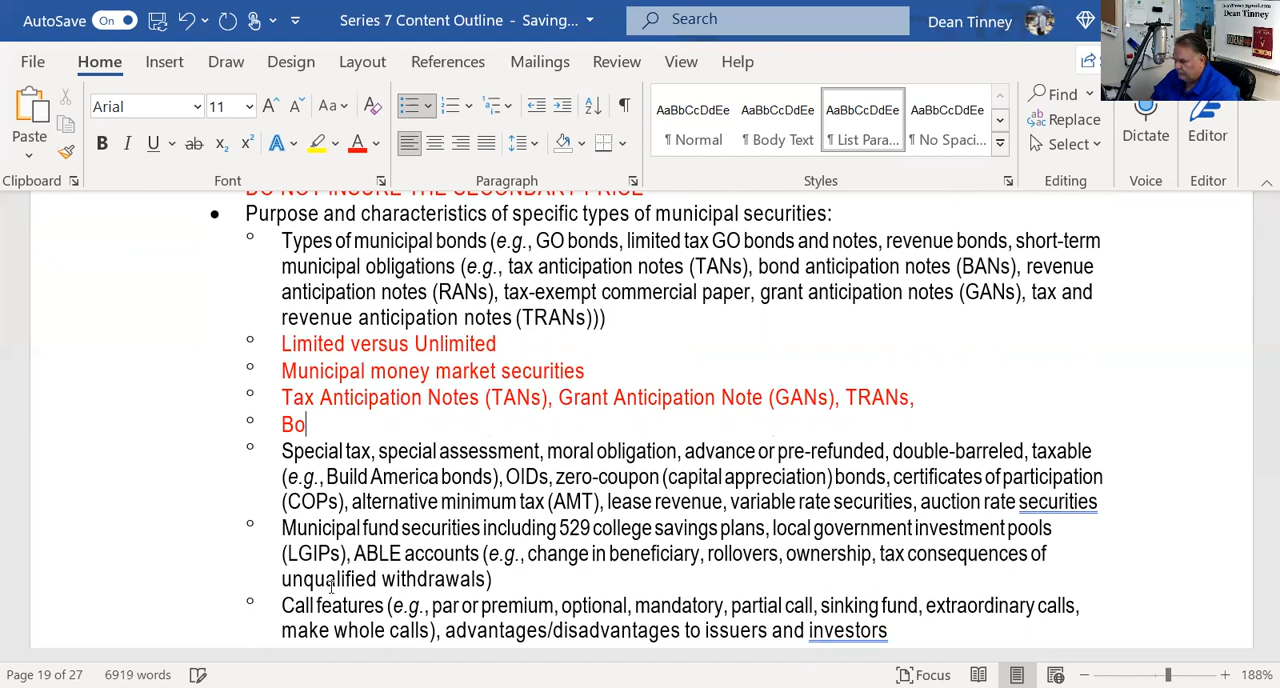 AutoSave On Series 7 Content Outline - Saving... Search Dean Tinney
Dean Tinney
File Home Insert Draw Design Layout References Mailings Review View Help
Paste
Arial 11 Aa
AaBbCcDdEe AaBbCcDdEe AaBbCcDdEe AaBbCcDdEe
¶ Normal ¶ Body Text ¶ List Para... ¶ No Spaci...
Find
Replace
Select
Dictate Editor
Clipboard Font Paragraph Styles Editing Voice Editor
DO NOT INSURE THE SECONDARY PRICE
• Purpose and characteristics of specific types of municipal securities:
° Types of municipal bonds (e.g., GO bonds, limited tax GO bonds and notes, revenue bonds, short-term
municipal obligations (e.g., tax anticipation notes (TANs), bond anticipation notes (BANs), revenue
anticipation notes (RANs), tax-exempt commercial paper, grant anticipation notes (GANs), tax and
revenue anticipation notes (TRANs)))
° Limited versus Unlimited
° Municipal money market securities
° Tax Anticipation Notes (TANs), Grant Anticipation Note (GANs), TRANs,
° Bo
° Special tax, special assessment, moral obligation, advance or pre-refunded, double-barreled, taxable
(e.g., Build America bonds), OIDs, zero-coupon (capital appreciation) bonds, certificates of participation
(COPs), alternative minimum tax (AMT), lease revenue, variable rate securities, auction rate securities
° Municipal fund securities including 529 college savings plans, local government investment pools
(LGIPs), ABLE accounts (e.g., change in beneficiary, rollovers, ownership, tax consequences of
unqualified withdrawals)
° Call features (e.g., par or premium, optional, mandatory, partial call, sinking fund, extraordinary calls,
make whole calls), advantages/disadvantages to issuers and investors
Page 19 of 27 6919 words Focus 188%